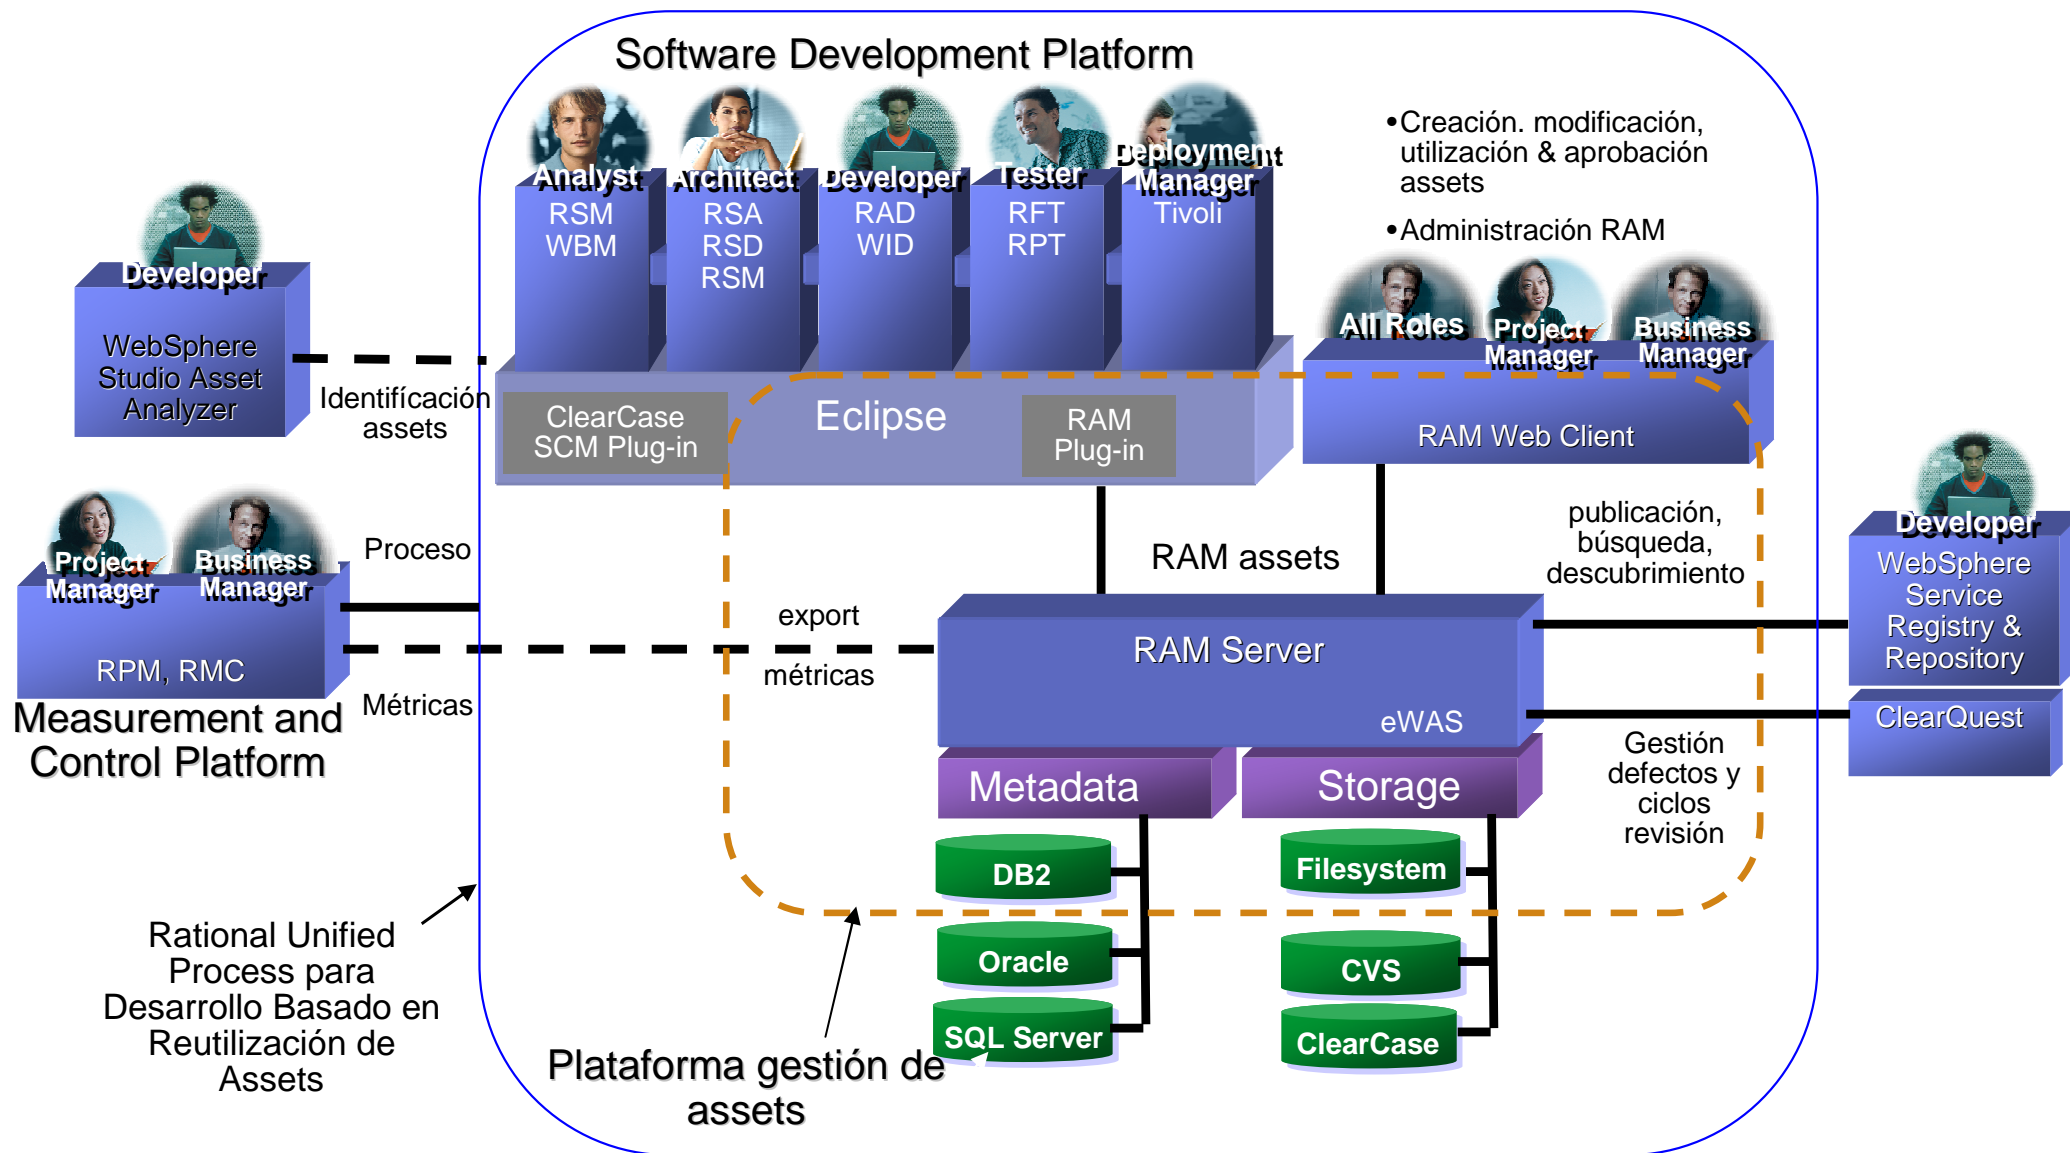 Software Development Platform
Analyst
RSM
WBM
Architect
RSA
RSD
RSM
Developer
RAD
WID
Tester
RFT
RPT
Deployment
Manager
Tivoli
•Creación. modificación,
utilización & aprobación
assets
•Administración RAM
Developer
WebSphere
Studio Asset
Analyzer
Identifícación
assets
ClearCase
SCM Plug-in
Eclipse
RAM
Plug-in
All Roles
Project
Manager
Business
Manager
RAM Web Client
Project
Manager
Business
Manager
RPM, RMC
Measurement and
Control Platform
Proceso
Métricas
export
métricas
RAM assets
publicación,
búsqueda,
descubrimiento
Developer
WebSphere
Service
Registry &
Repository
ClearQuest
RAM Server
eWAS
Gestión
defectos y
ciclos
revisión
Metadata
Storage
DB2
Oracle
SQL Server
Filesystem
CVS
ClearCase
Rational Unified
Process para
Desarrollo Basado en
Reutilización de
Assets
Plataforma gestión de
assets